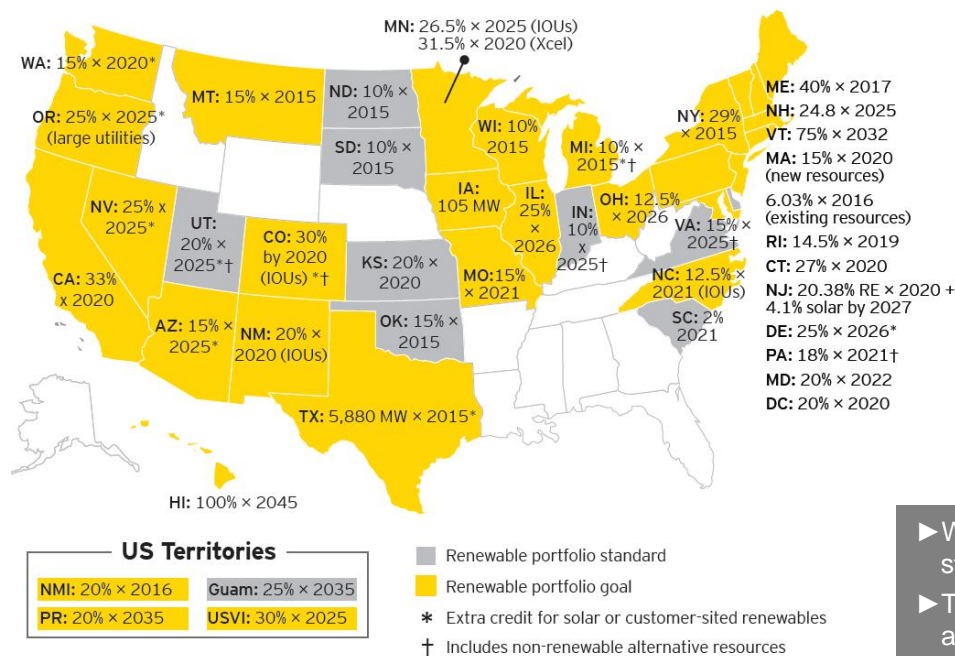 MN: 26.5% × 2025 (IOUs)
31.5% × 2020 (Xcel)
WA: 15% × 2020*
MT: 15% × 2015
ND: 10% ×
2015
OR: 25% × 2025*
(large utilities)
SD: 10% ×
2015
WI: 10%
2015
MI: 10% ×
2015*†
NY: 29%
× 2015
ME: 40% × 2017
NH: 24.8 × 2025
VT: 75% × 2032
MA: 15% × 2020
(new resources)
6.03% × 2016
(existing resources)
RI: 14.5% × 2019
CT: 27% × 2020
NJ: 20.38% RE × 2020 +
4.1% solar by 2027
DE: 25% × 2026*
PA: 18% × 2021†
MD: 20% × 2022
DC: 20% × 2020
NV: 25% x
2025*
UT:
20% ×
2025*†
CO: 30%
by 2020
(IOUs) *†
IA:
105 MW
IL:
25%
×
2026
IN:
10%
x
2025†
OH: 12.5%
× 2026
VA: 15% ×
2025†
CA: 33%
x 2020
KS: 20% ×
2020
MO:15%
× 2021
NC: 12.5% ×
2021 (IOUs)
AZ: 15% ×
2025*
NM: 20% ×
2020 (IOUs)
OK: 15% ×
2015
SC: 2%
2021
TX: 5,880 MW × 2015*
HI: 100% × 2045
US Territories
NMI: 20% × 2016
Guam: 25% × 2035
PR: 20% × 2035
USVI: 30% × 2025
Renewable portfolio standard
Renewable portfolio goal
* Extra credit for solar or customer-sited renewables
† Includes non-renewable alternative resources
►
►